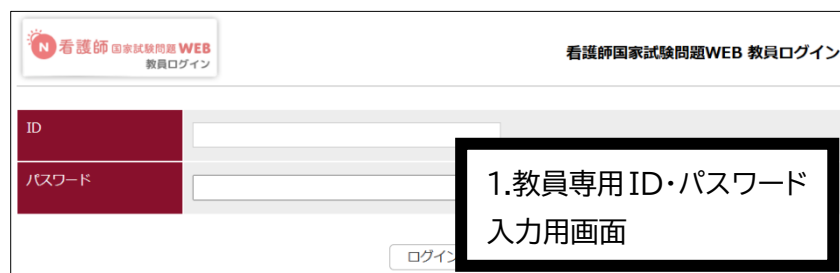 N 看護師 国家試験問題 WEB
教員ログイン
看護師国家試験問題WEB 教員ログイン
ID
パスワード
1.教員専用ID・パスワード
入力用画面
ログイン